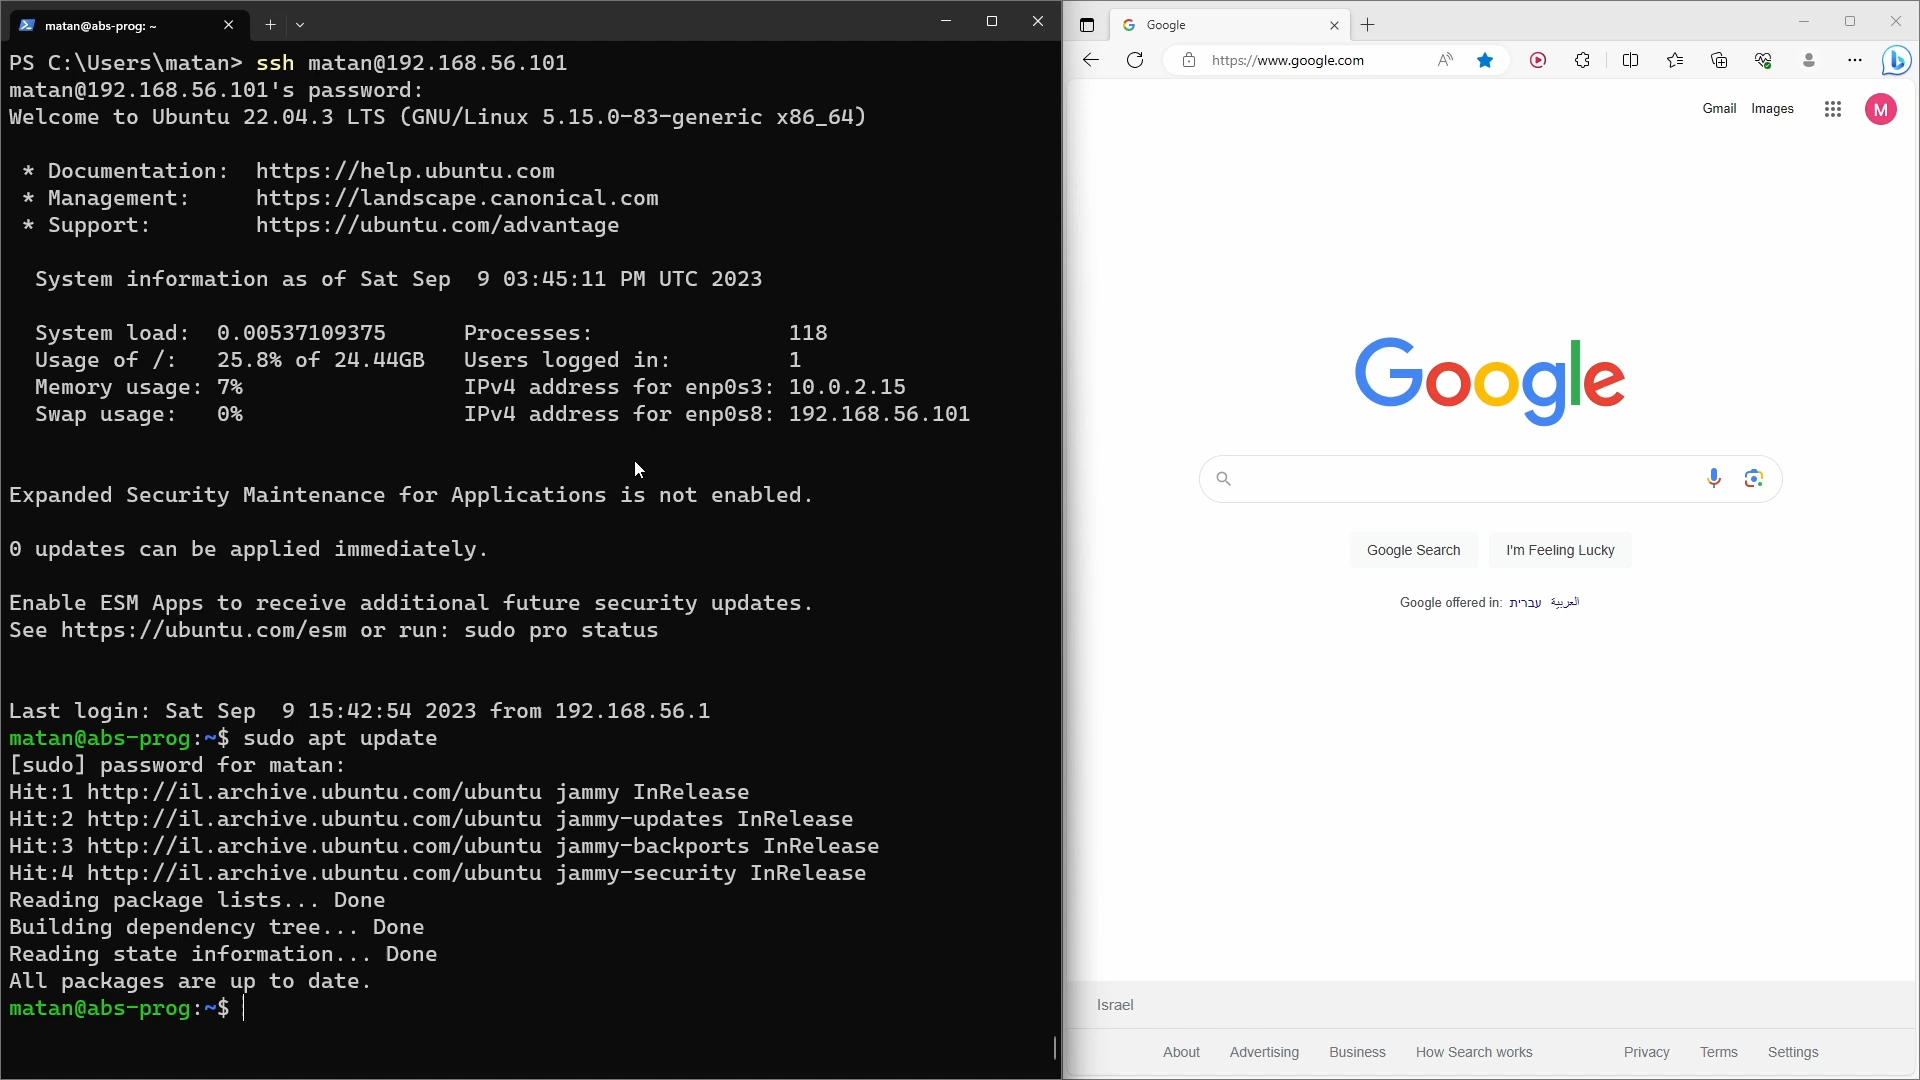 matan@abs-prog: ~
PS C:\Users\matan> ssh matan@192.168.56.101
matan@192.168.56.101's password:
Welcome to Ubuntu 22.04.3 LTS (GNU/Linux 5.15.0-83-generic x86_64)
* Documentation:  https://help.ubuntu.com
* Management:     https://landscape.canonical.com
* Support:        https://ubuntu.com/advantage
System information as of Sat Sep  9 03:45:11 PM UTC 2023
System load:  0.00537109375      Processes:               118
Usage of /:   25.8% of 24.44GB   Users logged in:         1
Memory usage: 7%                 IPv4 address for enp0s3: 10.0.2.15
Swap usage:   0%                 IPv4 address for enp0s8: 192.168.56.101
Expanded Security Maintenance for Applications is not enabled.
0 updates can be applied immediately.
Enable ESM Apps to receive additional future security updates.
See https://ubuntu.com/esm or run: sudo pro status
Last login: Sat Sep  9 15:42:54 2023 from 192.168.56.1
matan@abs-prog:~$ sudo apt update
[sudo] password for matan:
Hit:1 http://il.archive.ubuntu.com/ubuntu jammy InRelease
Hit:2 http://il.archive.ubuntu.com/ubuntu jammy-updates InRelease
Hit:3 http://il.archive.ubuntu.com/ubuntu jammy-backports InRelease
Hit:4 http://il.archive.ubuntu.com/ubuntu jammy-security InRelease
Reading package lists... Done
Building dependency tree... Done
Reading state information... Done
All packages are up to date.
matan@abs-prog:~$
Google
https://www.google.com
Gmail Images M
Google
Google Search I'm Feeling Lucky
Google offered in: עברית العربية
Israel
About Advertising Business How Search works Privacy Terms Settings